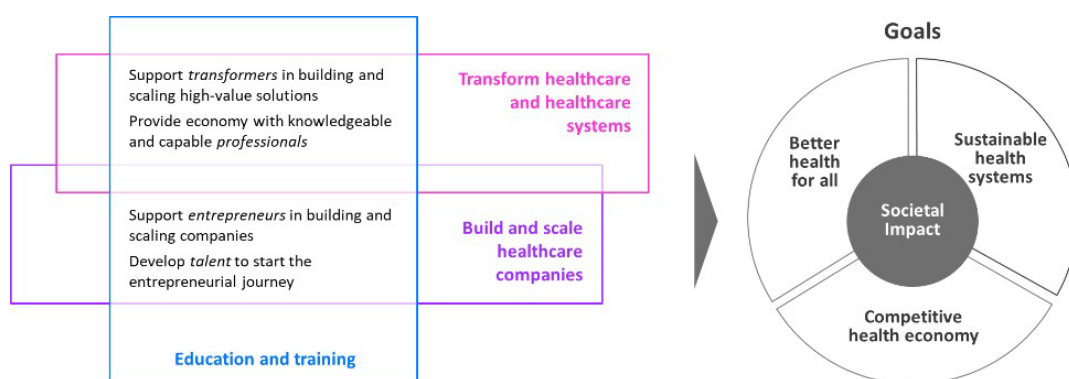 Support transformers in building and
scaling high-value solutions
Provide economy with knowledgeable
and capable professionals
Transform healthcare
and healthcare
systems
Support entrepreneurs in building and
scaling companies
Develop talent to start the
entrepreneurial journey
Build and scale
healthcare
companies
Education and training
Goals
Better
health
for all
Sustainable
health
systems
Societal
Impact
Competitive
health economy